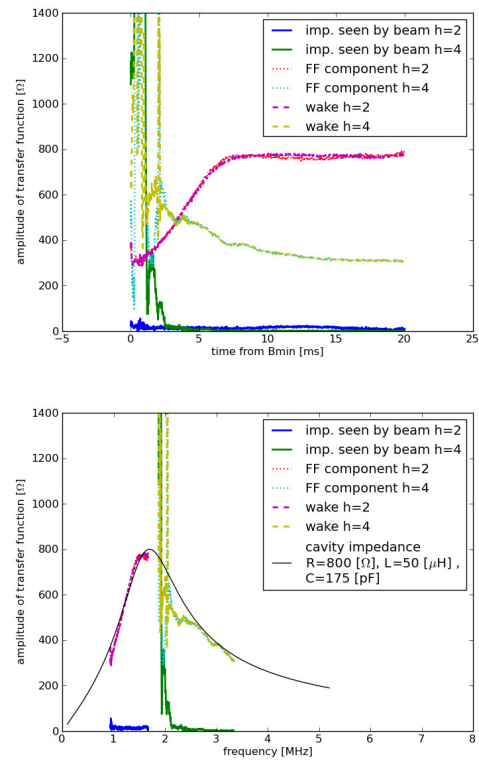 1400
1200
1000
800
600
400
200
0
amplitude of transfer function [Ω]
imp. seen by beam h=2
imp. seen by beam h=4
FF component h=2
FF component h=4
wake h=2
wake h=4
−5 0 5 10 15 20 25
time from Bmin [ms]
1400
1200
1000
800
600
400
200
0
amplitude of transfer function [Ω]
imp. seen by beam h=2
imp. seen by beam h=4
FF component h=2
FF component h=4
wake h=2
wake h=4
cavity impedance
R=800 [Ω], L=50 [μH] ,
C=175 [pF]
0 1 2 3 4 5 6 7 8
frequency [MHz]